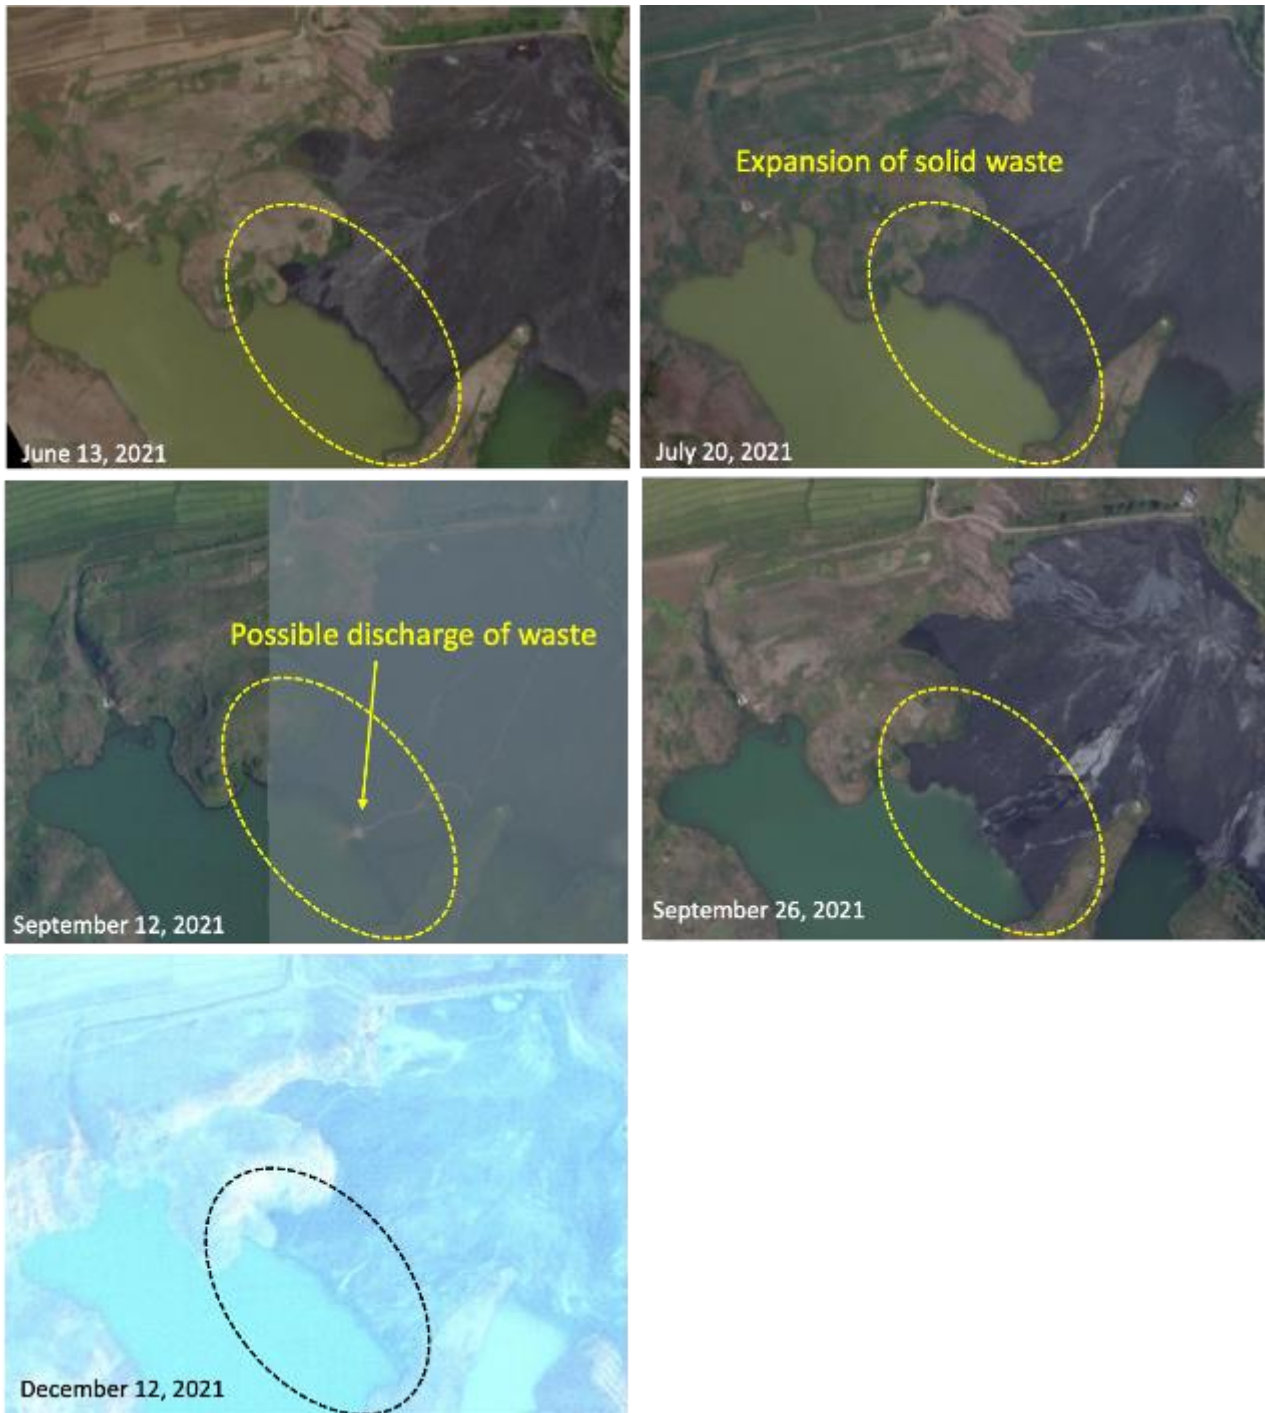 Expansion of solid waste
June 13, 2021
July 20, 2021
Possible discharge of waste
September 12, 2021
September 26, 2021
December 12, 2021